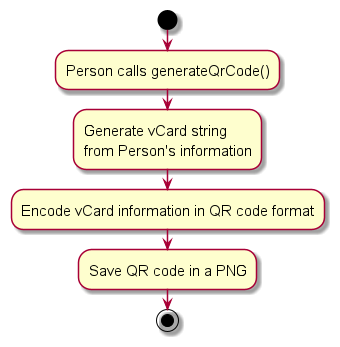 Person calls generateQrCode()
Generate vCard string
from Person's information
Encode vCard information in QR code format
Save QR code in a PNG